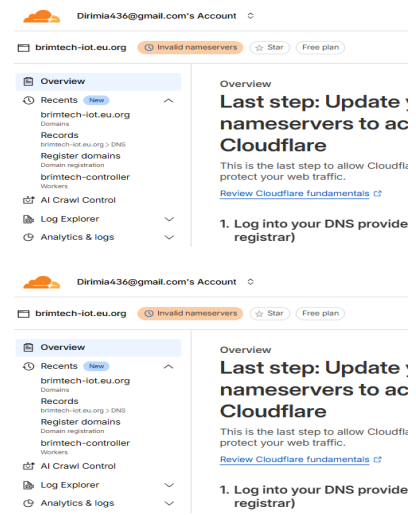 Dirimia436@gmail.com's Account
brimtech-iot.eu.org Invalid nameservers Star Free plan
Overview
Recents New
brimtech-iot.eu.org
Domains
Records
brimtech-iot.eu.org > DNS
Register domains
Domain registration
brimtech-controller
Workers
AI Crawl Control
Log Explorer
Analytics & logs
Overview
Last step: Update
nameservers to ac
Cloudflare
This is the last step to allow Cloudfla
protect your web traffic.
Review Cloudflare fundamentals
1. Log into your DNS provide
registrar)
Dirimia436@gmail.com's Account
brimtech-iot.eu.org Invalid nameservers Star Free plan
Overview
Recents New
brimtech-iot.eu.org
Domains
Records
brimtech-iot.eu.org > DNS
Register domains
Domain registration
brimtech-controller
Workers
AI Crawl Control
Log Explorer
Analytics & logs
Overview
Last step: Update
nameservers to ac
Cloudflare
This is the last step to allow Cloudfla
protect your web traffic.
Review Cloudflare fundamentals
1. Log into your DNS provide
registrar)